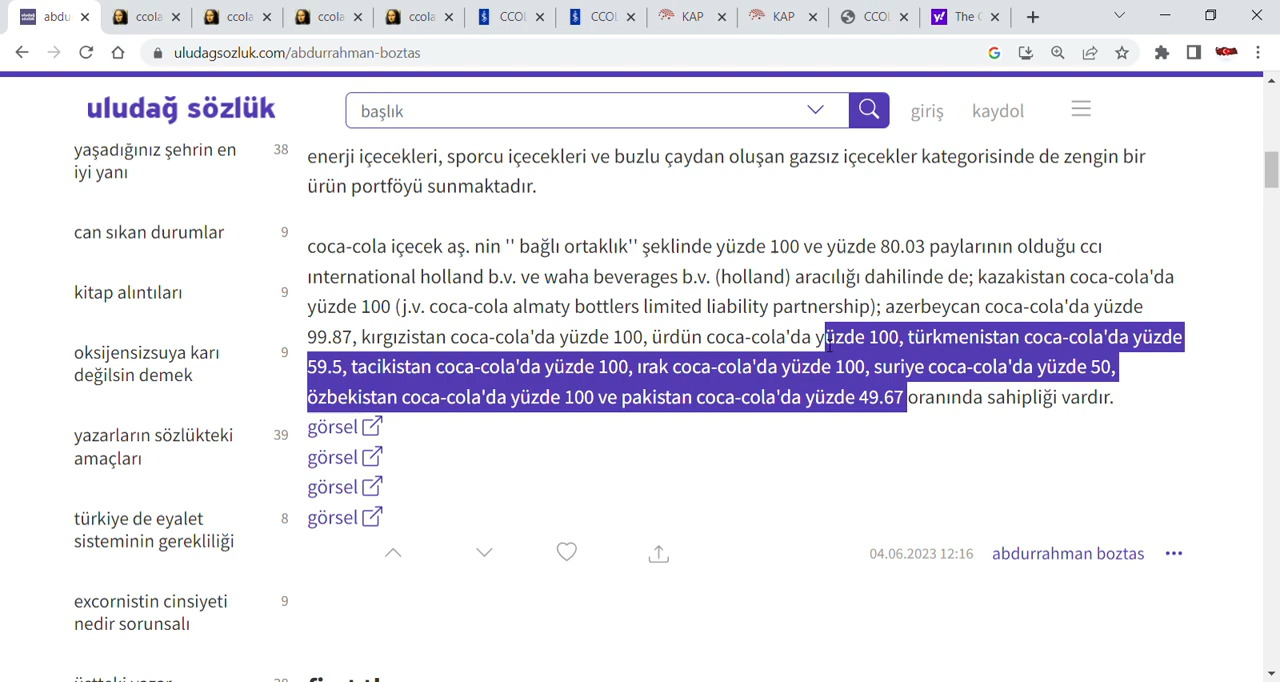 abdu
ccola
ccola
ccola
ccola
CCOL
CCOL
KAP
KAP
CCOL
The
uludagsozluk.com/abdurrahman-boztas
uludağ sözlük
başlık
giriş
kaydol
yaşadığınız şehrin en
iyi yanı
38
can sıkan durumlar
9
kitap alıntıları
9
oksijensizsuya karı
değilsin demek
9
yazarların sözlükteki
amaçları
39
türkiye de eyalet
sisteminin gerekliliği
8
excornistin cinsiyeti
nedir sorunsalı
9
enerji içecekleri, sporcu içecekleri ve buzlu çaydan oluşan gazsız içecekler kategorisinde de zengin bir
ürün portföyü sunmaktadır.
coca-cola içecek aş. nin '' bağlı ortaklık'' şeklinde yüzde 100 ve yüzde 80.03 paylarının olduğu ccı
ınternational holland b.v. ve waha beverages b.v. (holland) aracılığı dahilinde de; kazakistan coca-cola'da
yüzde 100 (j.v. coca-cola almaty bottlers limited liability partnership); azerbeycan coca-cola'da yüzde
99.87, kırgızistan coca-cola'da yüzde 100, ürdün coca-cola'da yüzde 100, türkmenistan coca-cola'da yüzde
59.5, tacikistan coca-cola'da yüzde 100, ırak coca-cola'da yüzde 100, suriye coca-cola'da yüzde 50,
özbekistan coca-cola'da yüzde 100 ve pakistan coca-cola'da yüzde 49.67 oranında sahipliği vardır.
görsel
görsel
görsel
görsel
04.06.2023 12:16
abdurrahman boztas